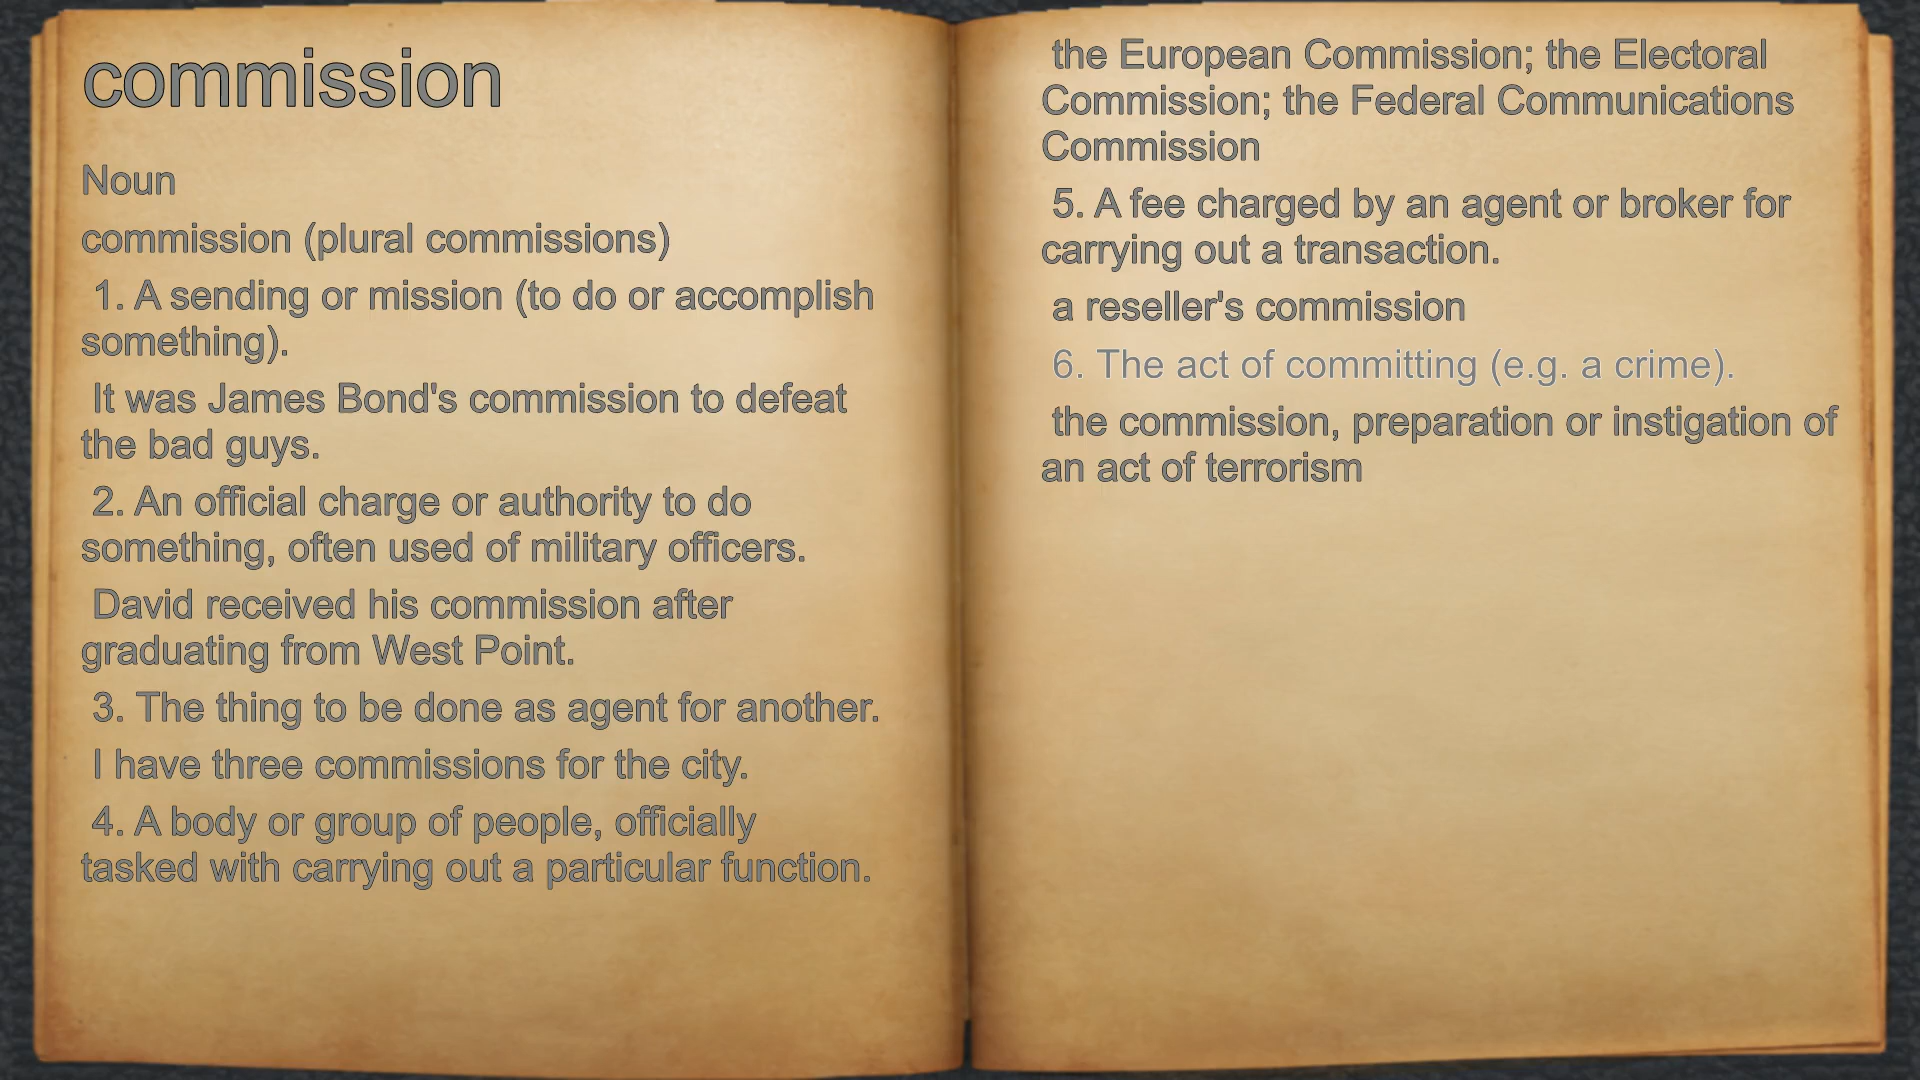 commission
Noun
commission (plural commissions)
1. A sending or mission (to do or accomplish
something).
It was James Bond's commission to defeat
the bad guys.
2. An official charge or authority to do
something, often used of military officers.
David received his commission after
graduating from West Point.
3. The thing to be done as agent for another.
I have three commissions for the city.
4. A body or group of people, officially
tasked with carrying out a particular function.
the European Commission; the Electoral
Commission; the Federal Communications
Commission
5. A fee charged by an agent or broker for
carrying out a transaction.
a reseller's commission
6. The act of committing (e.g. a crime).
the commission, preparation or instigation of
an act of terrorism